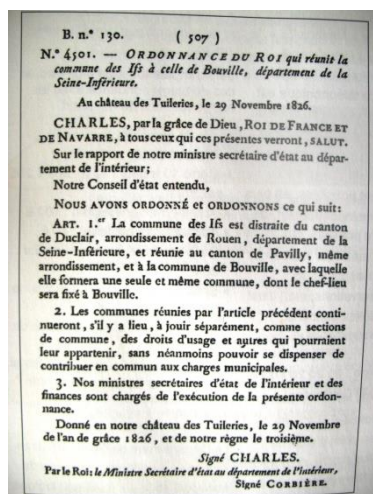 B. n.º 130. ( 507 )
N.º 4501. — ORDONNANCE DU ROI qui réunit la
commune des Ifs à celle de Bouville, département de la
Seine-Inférieure.
Au château des Tuileries, le 29 Novembre 1826.
CHARLES, par la grâce de Dieu, ROI DE FRANCE ET
DE NAVARRE, à tous ceux qui ces présentes verront, SALUT.
Sur le rapport de notre ministre secrétaire d'état au dépar-
tement de l'intérieur;
Notre Conseil d'état entendu,
NOUS AVONS ORDONNÉ et ORDONNONS ce qui suit:
ART. 1.er La commune des Ifs est distraite du canton
de Duclair, arrondissement de Rouen, département de la
Seine-Inférieure, et réunie au canton de Pavilly, même
arrondissement, et à la commune de Bouville, avec laquelle
elle formera une seule et même commune, dont le chef-lieu
sera fixé à Bouville.
2. Les communes réunies par l'article précédent conti-
nueront, s'il y a lieu, à jouir séparément, comme sections
de commune, des droits d'usage et autres qui pourraient
leur appartenir, sans néanmoins pouvoir se dispenser de
contribuer en commun aux charges municipales.
3. Nos ministres secrétaires d'état de l'intérieur et des
finances sont chargés de l'exécution de la présente ordon-
nance.
Donné en notre château des Tuileries, le 29 Novembre
de l'an de grâce 1826, et de notre règne le troisième.
Signé CHARLES.
Par le Roi: le Ministre Secrétaire d'état au département de l'intérieur,
Signé CORBIÈRE.